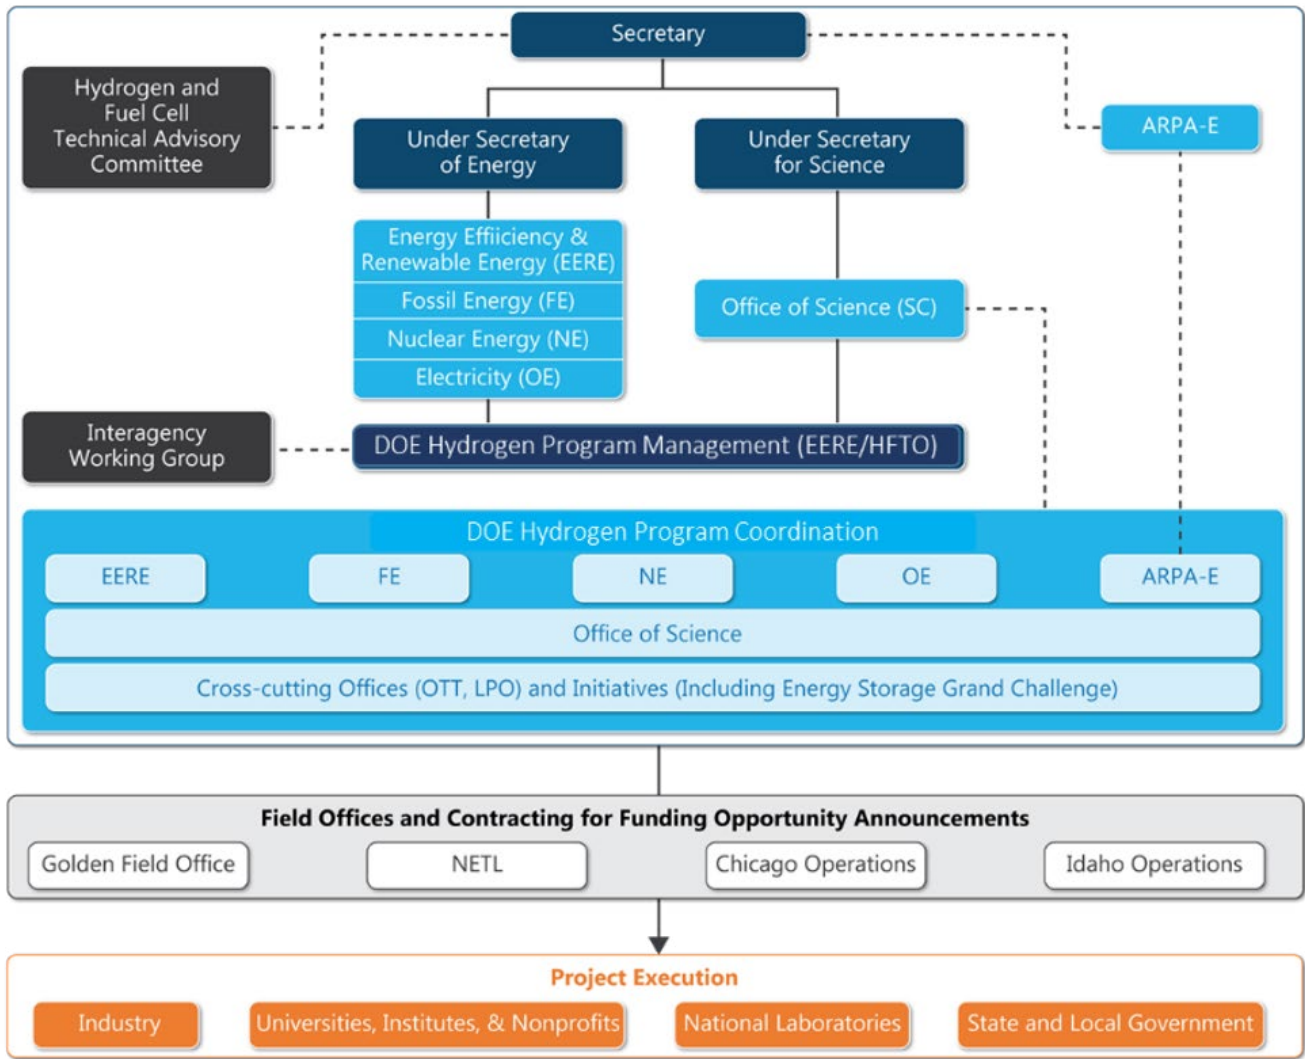 Secretary
Hydrogen and
Fuel Cell
Technical Advisory
Committee
Under Secretary
of Energy
Under Secretary
for Science
ARPA-E
Energy Effiiciency &
Renewable Energy (EERE)
Fossil Energy (FE)
Nuclear Energy (NE)
Electricity (OE)
Office of Science (SC)
Interagency
Working Group
DOE Hydrogen Program Management (EERE/HFTO)
DOE Hydrogen Program Coordination
EERE
FE
NE
OE
ARPA-E
Office of Science
Cross-cutting Offices (OTT, LPO) and Initiatives (Including Energy Storage Grand Challenge)
Field Offices and Contracting for Funding Opportunity Announcements
Golden Field Office
NETL
Chicago Operations
Idaho Operations
Project Execution
Industry
Universities, Institutes, & Nonprofits
National Laboratories
State and Local Government